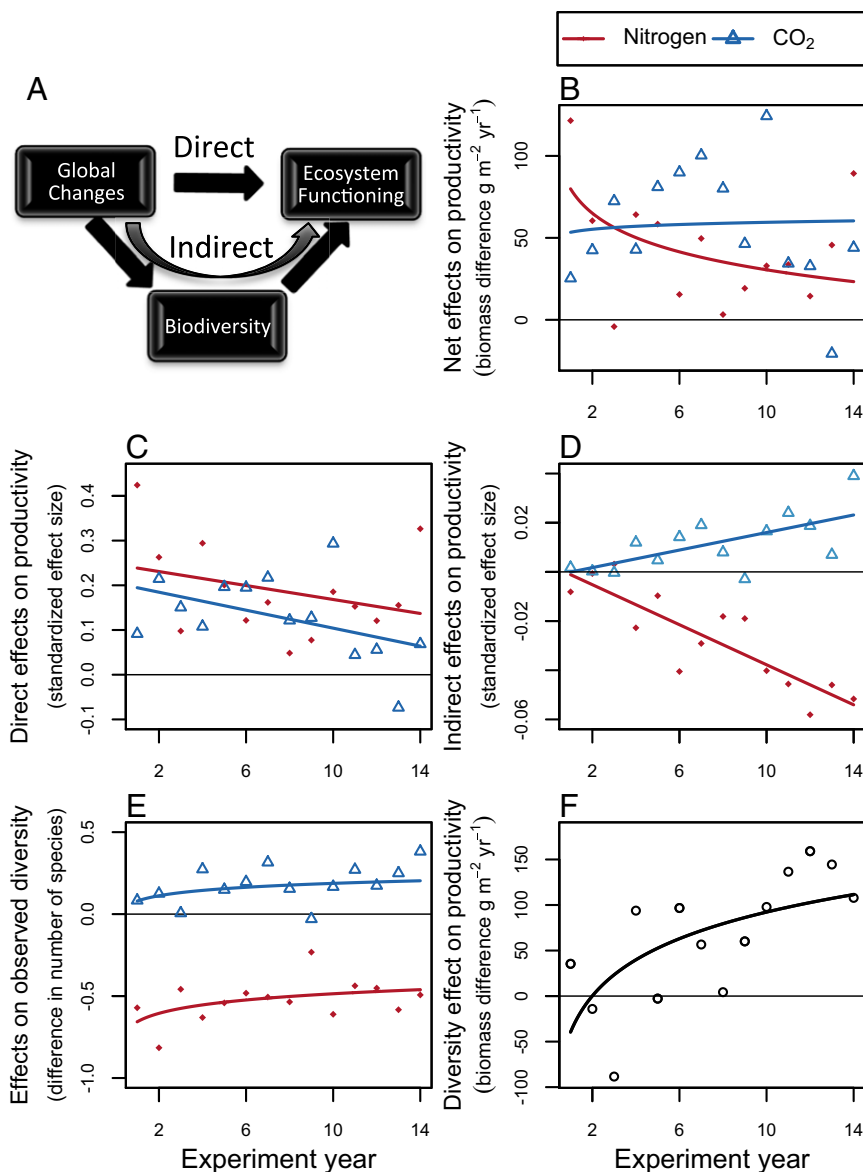 Nitrogen CO₂
A
Global
Changes
Direct
Ecosystem
Functioning
Indirect
Biodiversity
B
Net effects on productivity
(biomass difference g m⁻² yr⁻¹)
0 50 100
2 6 10 14
C
Direct effects on productivity
(standardized effect size)
-0.1 0.0 0.1 0.2 0.3 0.4
2 6 10 14
D
Indirect effects on productivity
(standardized effect size)
-0.06 -0.02 0.02
2 6 10 14
E
Effects on observed diversity
(difference in number of species)
-1.0 -0.5 0.0 0.5
2 6 10 14
Experiment year
F
Diversity effect on productivity
(biomass difference g m⁻² yr⁻¹)
-100 -50 0 50 100 150
2 6 10 14
Experiment year